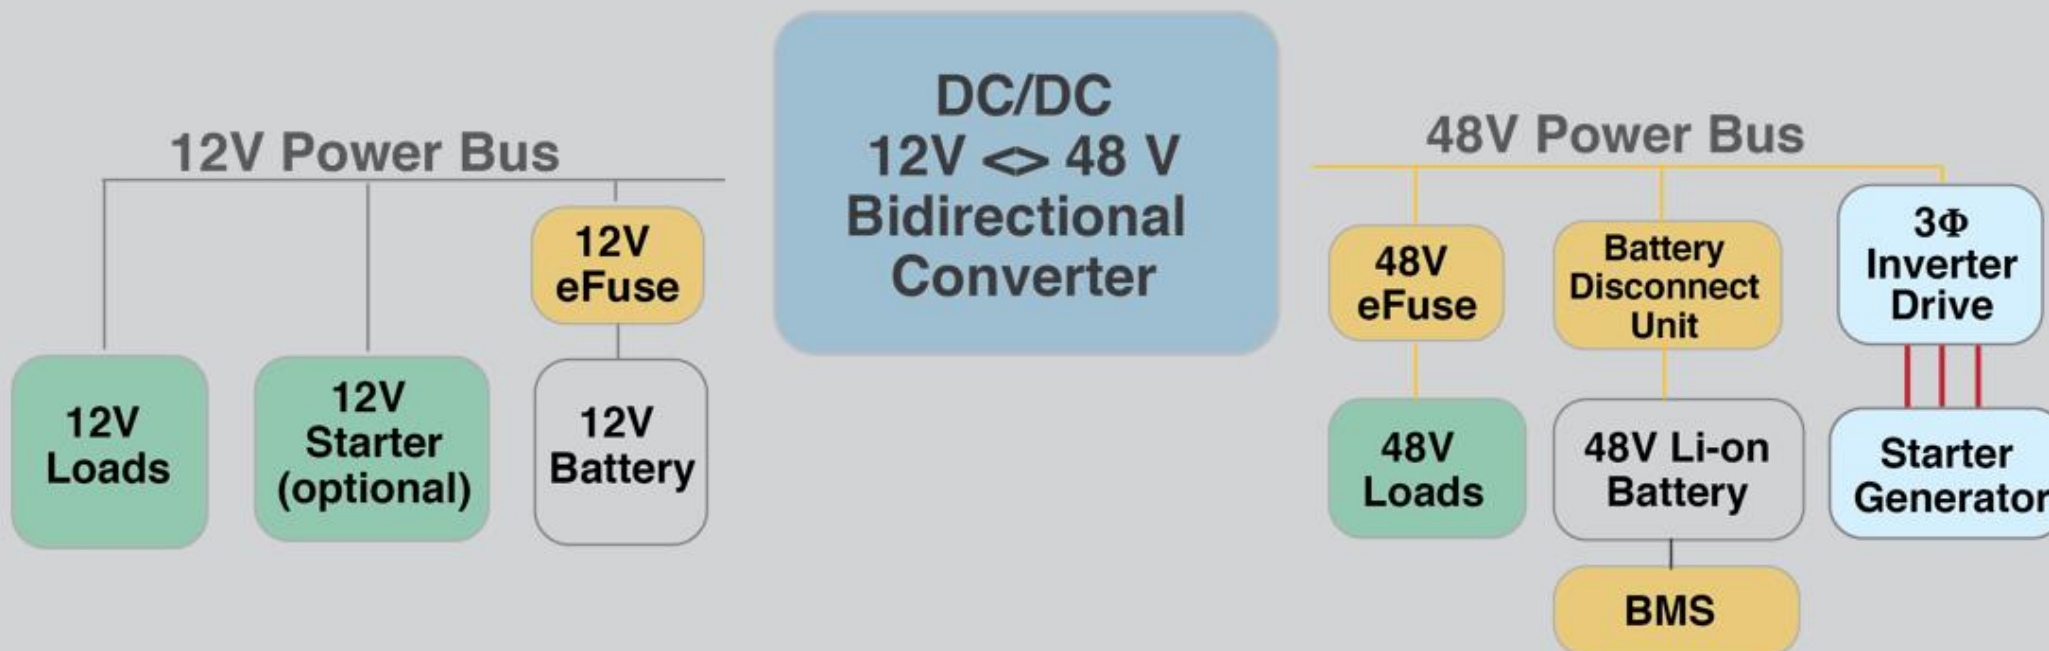 DC/DC
12V <> 48 V
Bidirectional
Converter
12V Power Bus
12V
eFuse
12V
Loads
12V
Starter
(optional)
12V
Battery
48V Power Bus
48V
eFuse
Battery
Disconnect
Unit
3Φ
Inverter
Drive
48V
Loads
48V Li-on
Battery
Starter
Generator
BMS